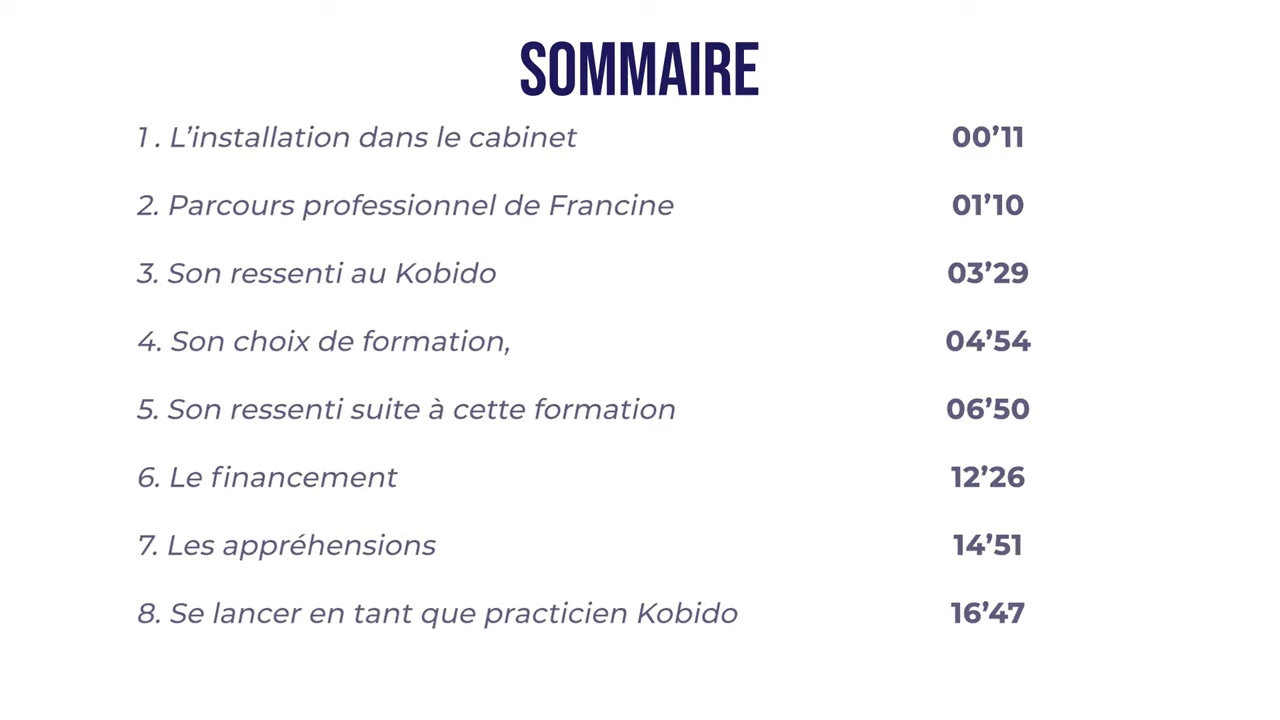 SOMMAIRE
1 . L’installation dans le cabinet 00’11
2. Parcours professionnel de Francine 01’10
3. Son ressenti au Kobido 03’29
4. Son choix de formation, 04’54
5. Son ressenti suite à cette formation 06’50
6. Le financement 12’26
7. Les appréhensions 14’51
8. Se lancer en tant que practicien Kobido 16’47